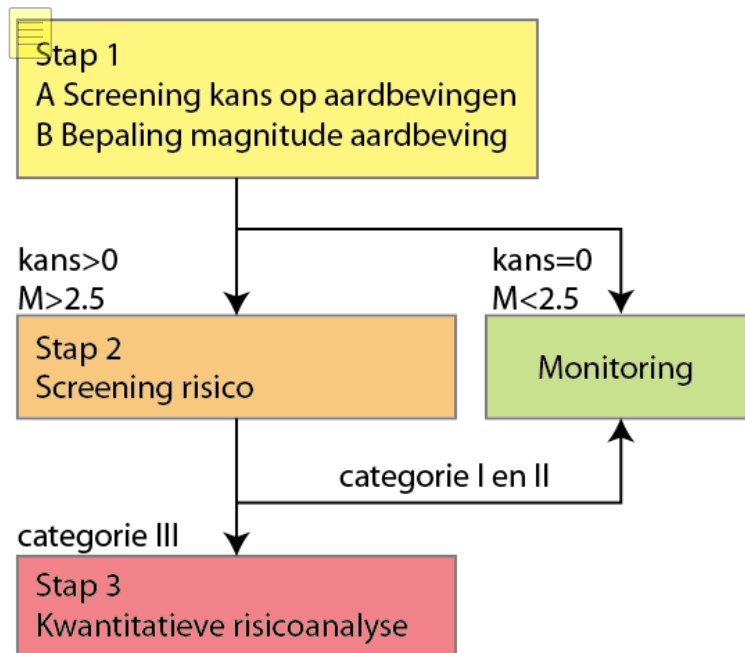 Stap 1
A Screening kans op aardbevingen
B Bepaling magnitude aardbeving
kans>0
M>2.5
kans=0
M<2.5
Stap 2
Screening risico
Monitoring
categorie I en II
categorie III
Stap 3
Kwantitatieve risicoanalyse